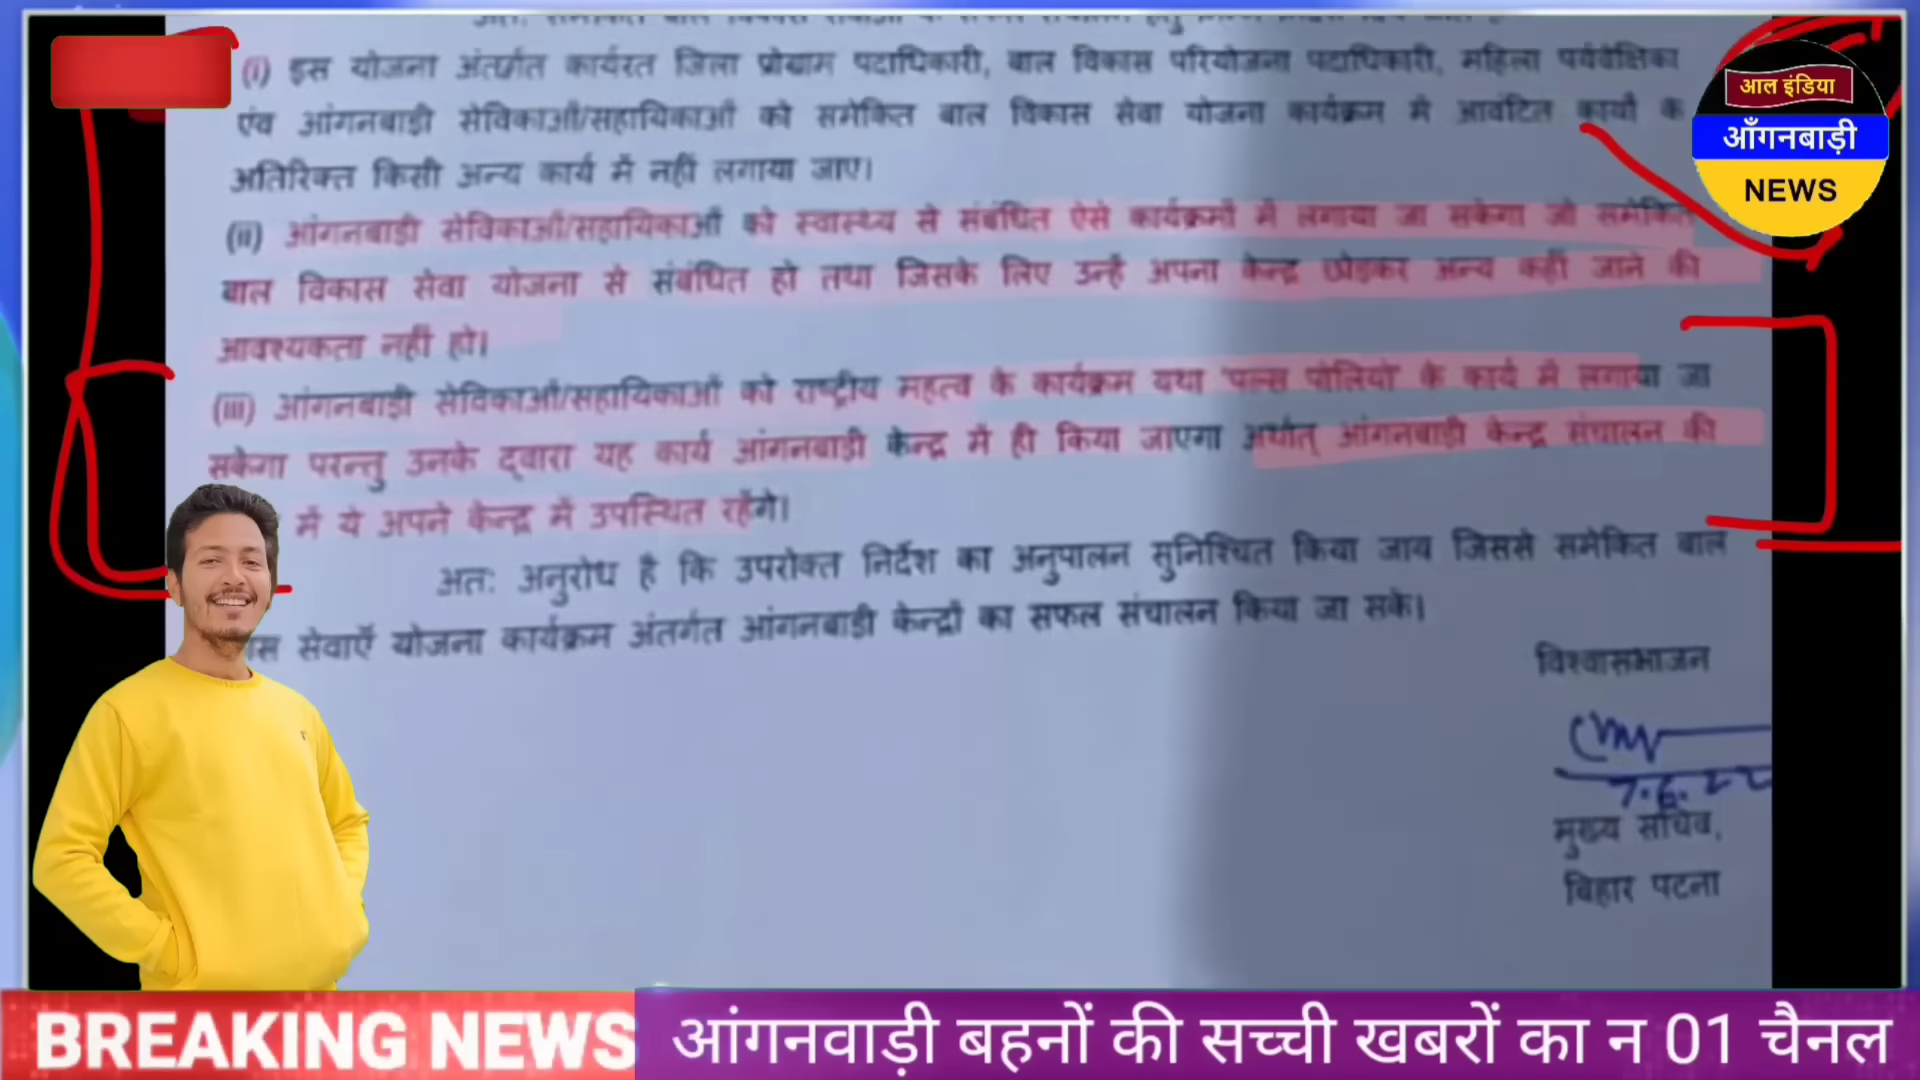 (i) इस योजना अंतर्गत कार्यरत जिला प्रोग्राम पदाधिकारी, बाल विकास परियोजना पदाधिकारी, महिला पर्यवेक्षिका
एंव आंगनबाड़ी सेविकाओं/सहायिकाओं को समेकित बाल विकास सेवा योजना कार्यक्रम में आवंटित कार्यों के
अतिरिक्त किसी अन्य कार्य में नहीं लगाया जाए।
(ii) आंगनबाड़ी सेविकाओं/सहायिकाओं को स्वास्थ्य से संबंधित ऐसे कार्यक्रमों में लगाया जा सकेगा जो समेकित
बाल विकास सेवा योजना से संबंधित हो तथा जिसके लिए उन्हें अपना केन्द्र छोड़कर अन्य कहीं जाने की
आवश्यकता नहीं हो।
(iii) आंगनबाड़ी सेविकाओं/सहायिकाओं को राष्ट्रीय महत्व के कार्यक्रम यथा 'पल्स पोलियो' के कार्य में लगाया जा
सकेगा परन्तु उनके द्वारा यह कार्य आंगनबाड़ी केन्द्र में ही किया जाएगा अर्थात् आंगनबाड़ी केन्द्र संचालन की
में ये अपने केन्द्र में उपस्थित रहेंगे।
अतः अनुरोध है कि उपरोक्त निर्देश का अनुपालन सुनिश्चित किया जाय जिससे समेकित बाल
सेवाएँ योजना कार्यक्रम अंतर्गत आंगनबाड़ी केन्द्रों का सफल संचालन किया जा सके।
विश्वासभाजन
मुख्य सचिव,
बिहार पटना
आल इंडिया
आँगनबाड़ी
NEWS
BREAKING NEWS आंगनवाड़ी बहनों की सच्ची खबरों का न 01 चैनल